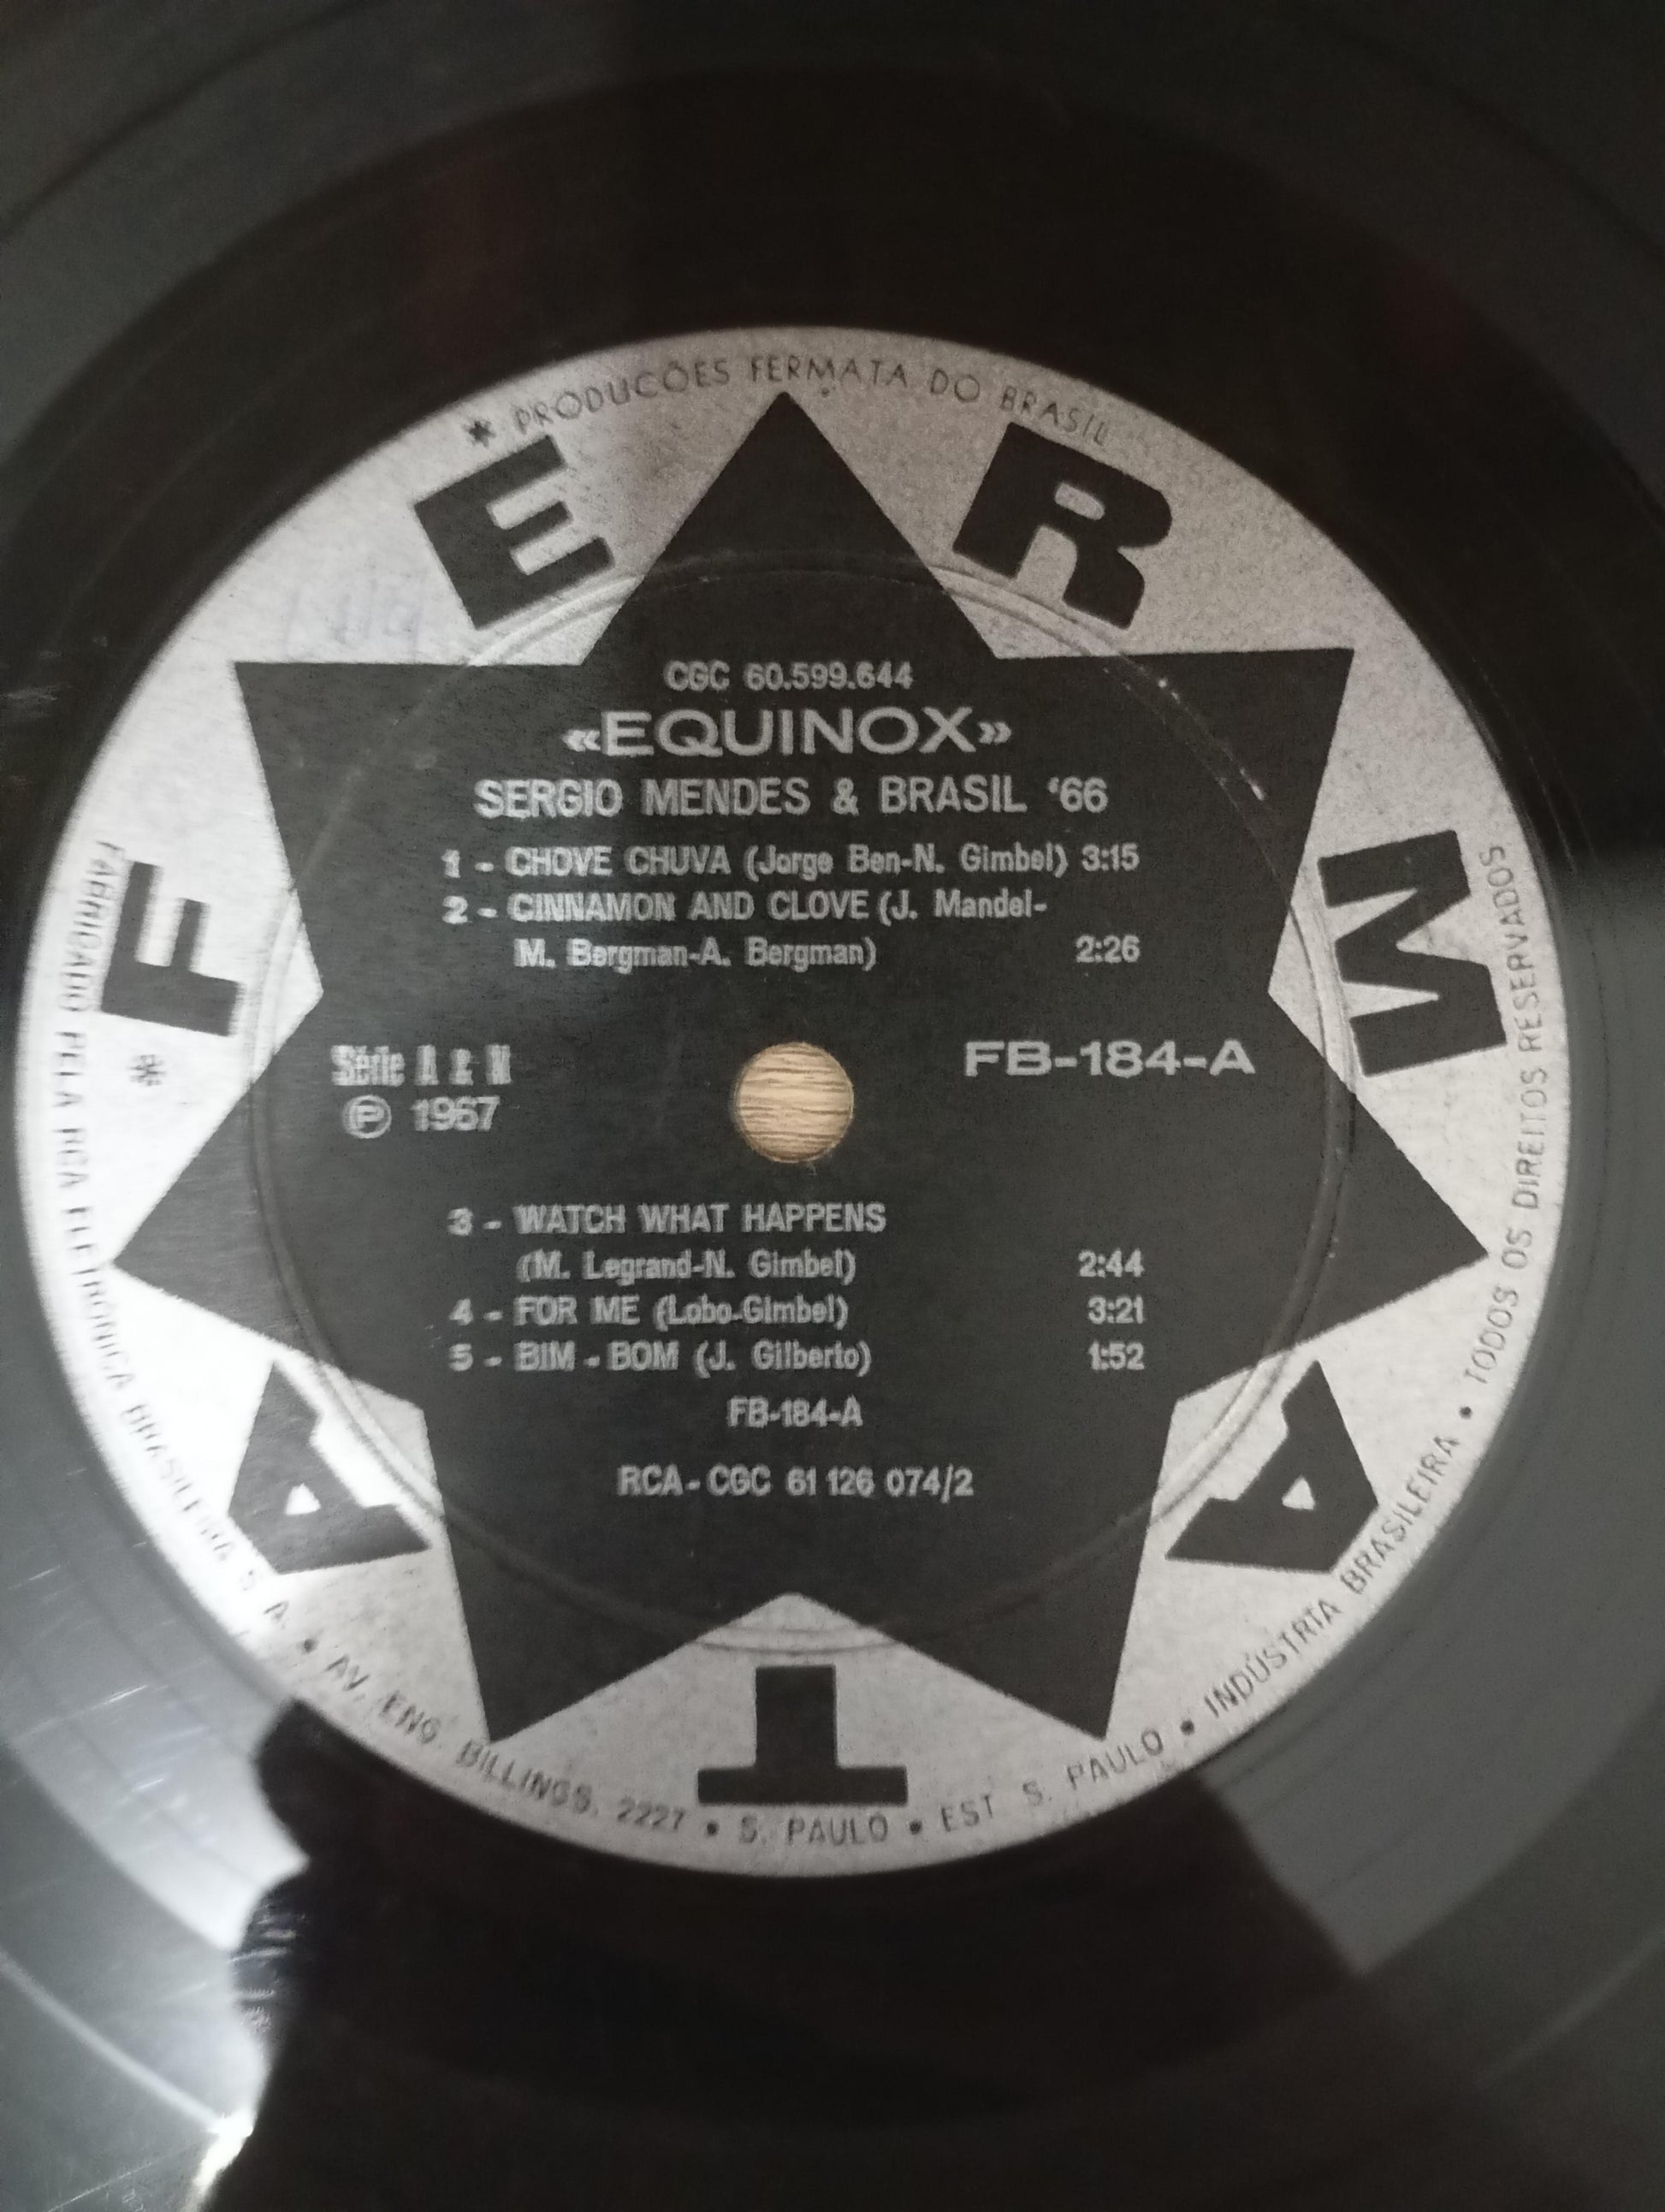 * PRODUCÕES FERMATA DO BRASIL
FERMATA
CGC 60.599.644
«EQUINOX»
SERGIO MENDES & BRASIL ‘66
1 - CHOVE CHUVA (Jorge Ben-N. Gimbel) 3:15
2 - CINNAMON AND CLOVE (J. Mandel-
M. Bergman-A. Bergman) 2:26
Série A & M
FB-184-A
℗ 1967
3 - WATCH WHAT HAPPENS
(M. Legrand-N. Gimbel) 2:44
4 - FOR ME (Lobo-Gimbel) 3:21
5 - BIM - BOM (J. Gilberto) 1:52
FB-184-A
RCA - CGC 61 126 074/2
FABRICADO PELA RCA ELETRÔNICA BRASILEIRA S. A. • AV. ENG. BILLINGS, 2227 • S. PAULO • EST S. PAULO • INDÚSTRIA BRASILEIRA • TODOS OS DIREITOS RESERVADOS *